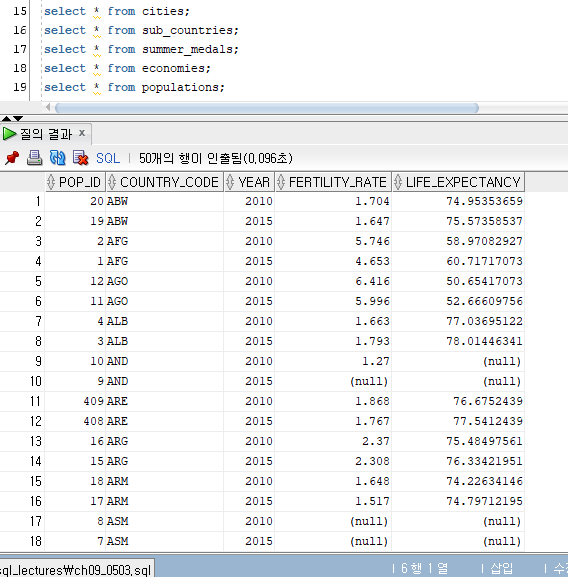 15 select * from cities;
16 select * from sub_countries;
17 select * from summer_medals;
18 select * from economies;
19 select * from populations;
질의 결과 x
SQL | 50개의 행이 인출됨(0,096초)
POP_ID COUNTRY_CODE YEAR FERTILITY_RATE LIFE_EXPECTANCY
1 20 ABW 2010 1.704 74.95353659
2 19 ABW 2015 1.647 75.57358537
3 2 AFG 2010 5.746 58.97082927
4 1 AFG 2015 4.653 60.71717073
5 12 AGO 2010 6.416 50.65417073
6 11 AGO 2015 5.996 52.66609756
7 4 ALB 2010 1.663 77.03695122
8 3 ALB 2015 1.793 78.01446341
9 10 AND 2010 1.27 (null)
10 9 AND 2015 (null) (null)
11 409 ARE 2010 1.868 76.6752439
12 408 ARE 2015 1.767 77.5412439
13 16 ARG 2010 2.37 75.48497561
14 15 ARG 2015 2.308 76.33421951
15 18 ARM 2010 1.648 74.22634146
16 17 ARM 2015 1.517 74.79712195
17 8 ASM 2010 (null) (null)
18 7 ASM 2015 (null) (null)
sql_lectures₩ch09_0503,sql | 6 행 1 열 | 삽입 | 수정